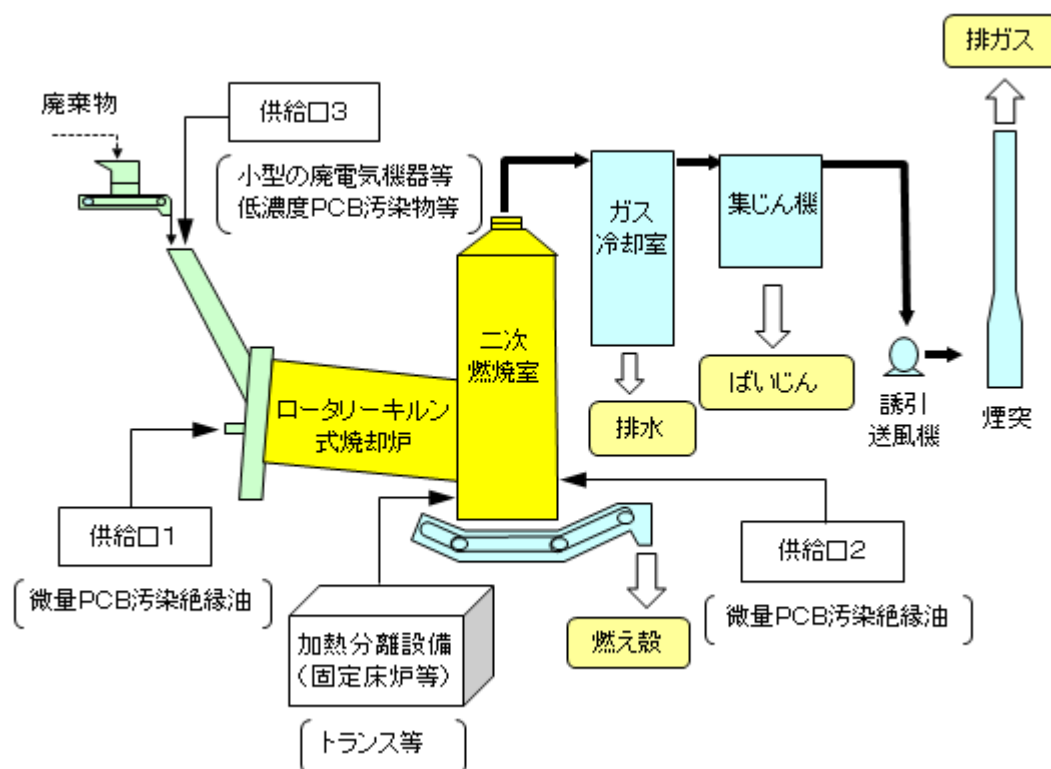 排ガス
廃棄物
供給口3
小型の廃電気機器等
低濃度PCB汚染物等
ガス
冷却室
集じん機
二次
燃焼室
ロータリーキルン
式焼却炉
ばいじん
排水
誘引
送風機
煙突
供給口1
微量PCB汚染絶縁油
供給口2
微量PCB汚染絶縁油
加熱分離設備
(固定床炉等)
トランス等
燃え殻